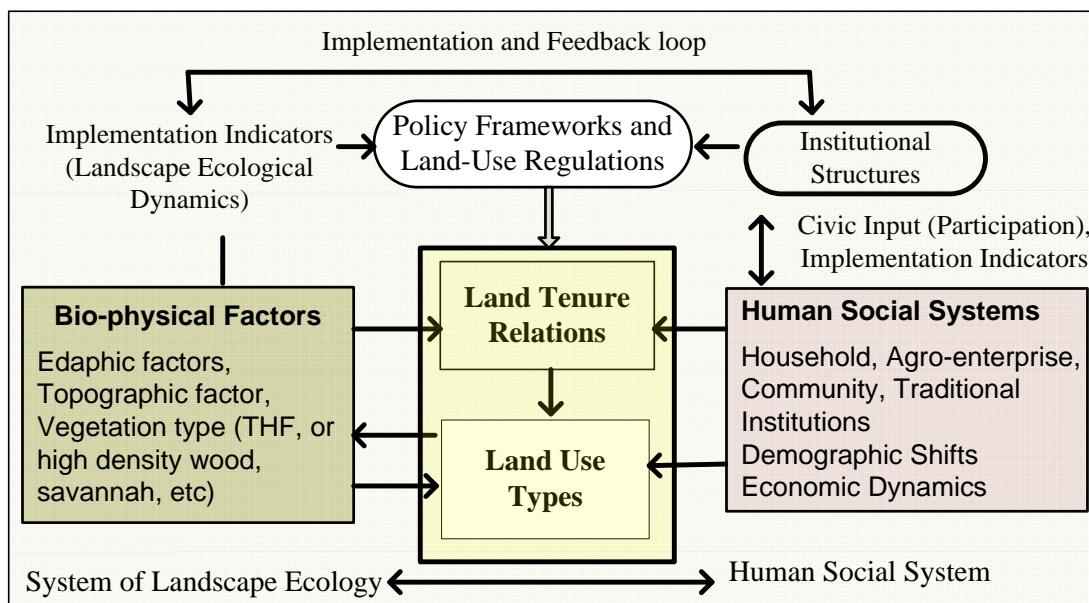 Implementation and Feedback loop
Implementation Indicators
(Landscape Ecological
Dynamics)
Policy Frameworks and
Land-Use Regulations
Institutional
Structures
Civic Input (Participation),
Implementation Indicators
Bio-physical Factors
Edaphic factors,
Topographic factor,
Vegetation type (THF, or
high density wood,
savannah, etc)
Land Tenure
Relations
Land Use
Types
Human Social Systems
Household, Agro-enterprise,
Community, Traditional
Institutions
Demographic Shifts
Economic Dynamics
System of Landscape Ecology
Human Social System